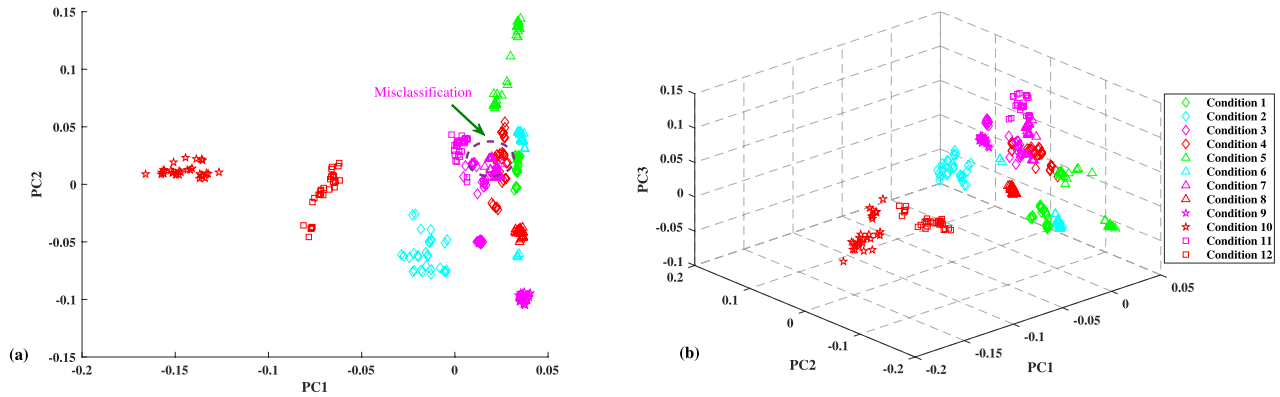 0.15
0.1
0.05
0
-0.05
-0.1
-0.15
PC2
-0.2
-0.15
-0.1
-0.05
0
0.05
PC1
Misclassification
(a)
0.15
0.1
0.05
0
-0.05
-0.1
PC3
0.2
0.1
0
-0.1
-0.2
PC2
-0.2
-0.15
-0.1
-0.05
0
0.05
PC1
(b)
Condition 1
Condition 2
Condition 3
Condition 4
Condition 5
Condition 6
Condition 7
Condition 8
Condition 9
Condition 10
Condition 11
Condition 12